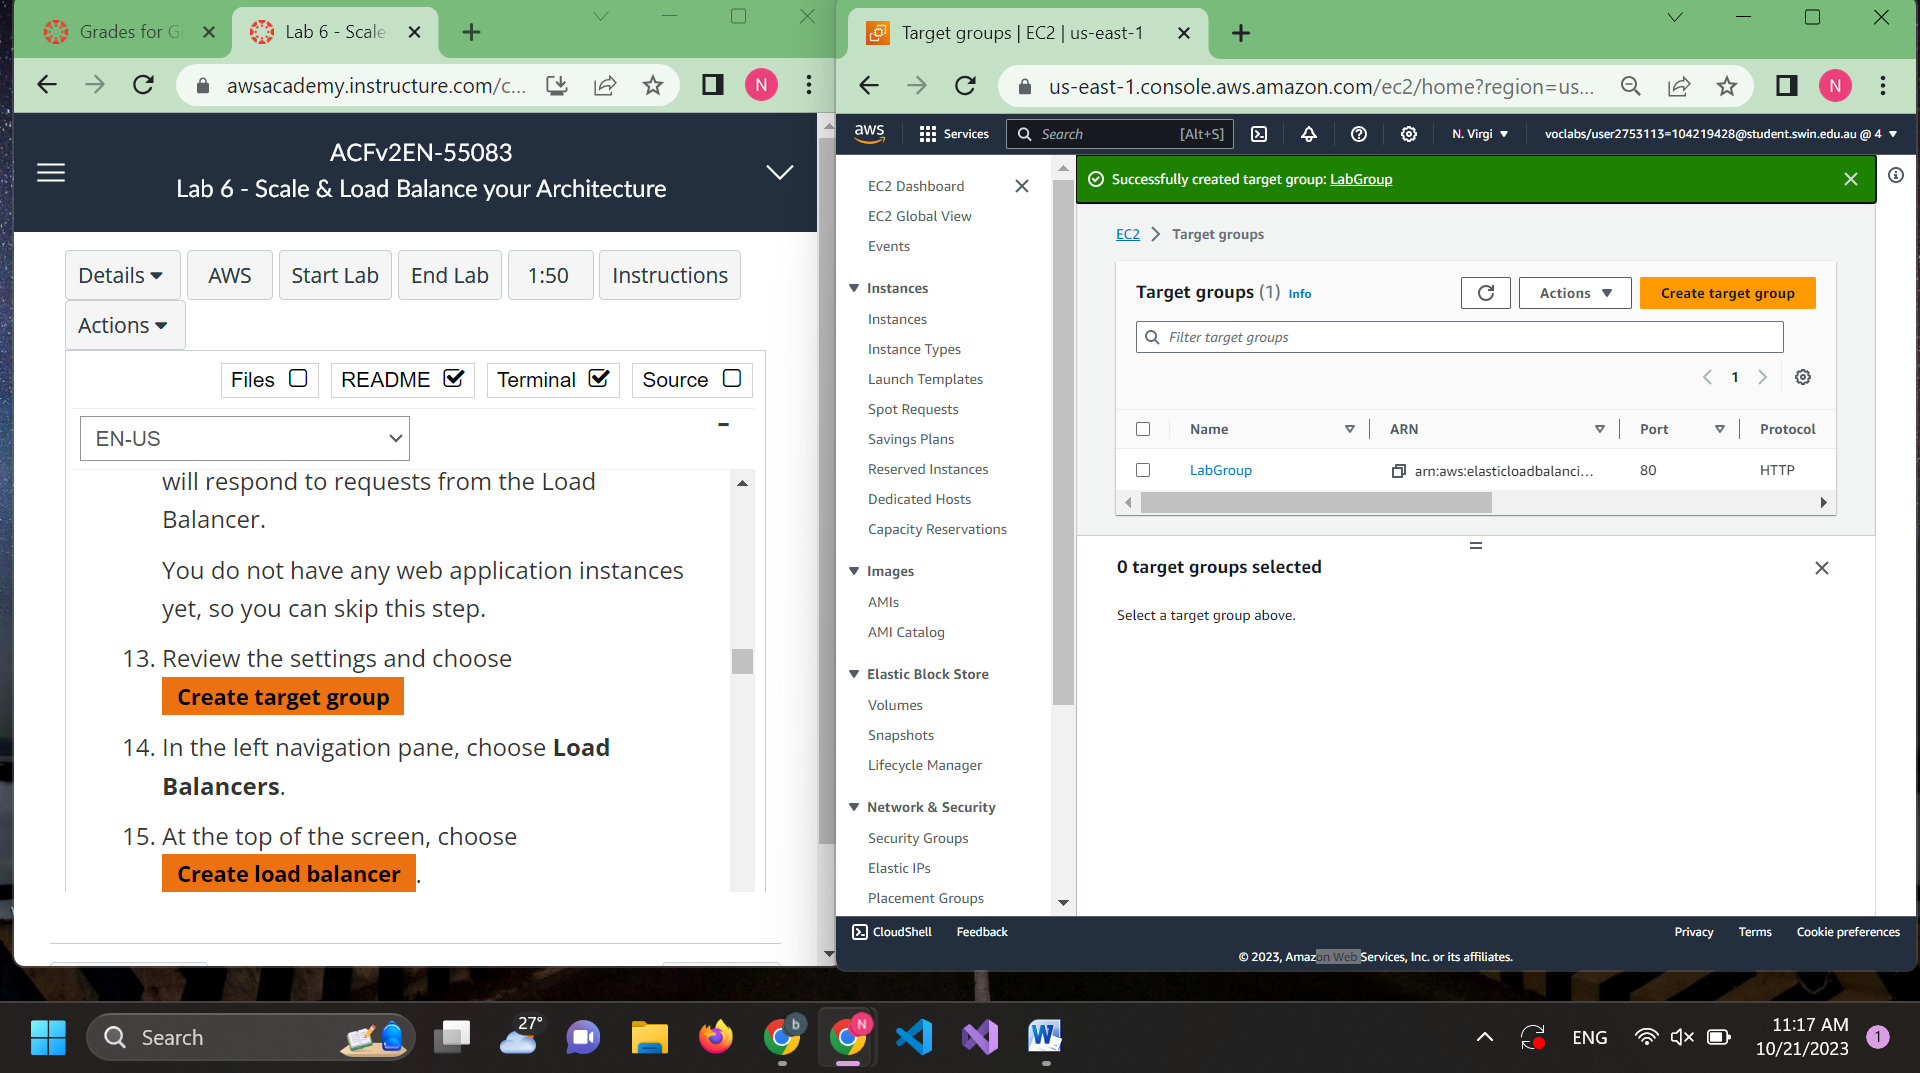 Grades for Gi
Lab 6 - Scale
awsacademy.instructure.com/c...
N
ACFv2EN-55083
Lab 6 - Scale & Load Balance your Architecture
Details
AWS
Start Lab
End Lab
1:50
Instructions
Actions
Files
README
Terminal
Source
EN-US
will respond to requests from the Load
Balancer.
You do not have any web application instances
yet, so you can skip this step.
13. Review the settings and choose
Create target group
14. In the left navigation pane, choose Load
Balancers.
15. At the top of the screen, choose
Create load balancer.
Target groups | EC2 | us-east-1
us-east-1.console.aws.amazon.com/ec2/home?region=us...
N
aws
Services
Search
[Alt+S]
N. Virgi
voclabs/user2753113=104219428@student.swin.edu.au @ 4
EC2 Dashboard
EC2 Global View
Events
Instances
Instances
Instance Types
Launch Templates
Spot Requests
Savings Plans
Reserved Instances
Dedicated Hosts
Capacity Reservations
Images
AMIs
AMI Catalog
Elastic Block Store
Volumes
Snapshots
Lifecycle Manager
Network & Security
Security Groups
Elastic IPs
Placement Groups
Successfully created target group: LabGroup
EC2 > Target groups
Target groups (1) Info
Actions
Create target group
Filter target groups
1
Name ARN Port Protocol
LabGroup arn:aws:elasticloadbalanci... 80 HTTP
0 target groups selected
Select a target group above.
CloudShell
Feedback
Privacy
Terms
Cookie preferences
© 2023, Amazon Web Services, Inc. or its affiliates.
Search
27°
b
N
ENG
11:17 AM
10/21/2023
1